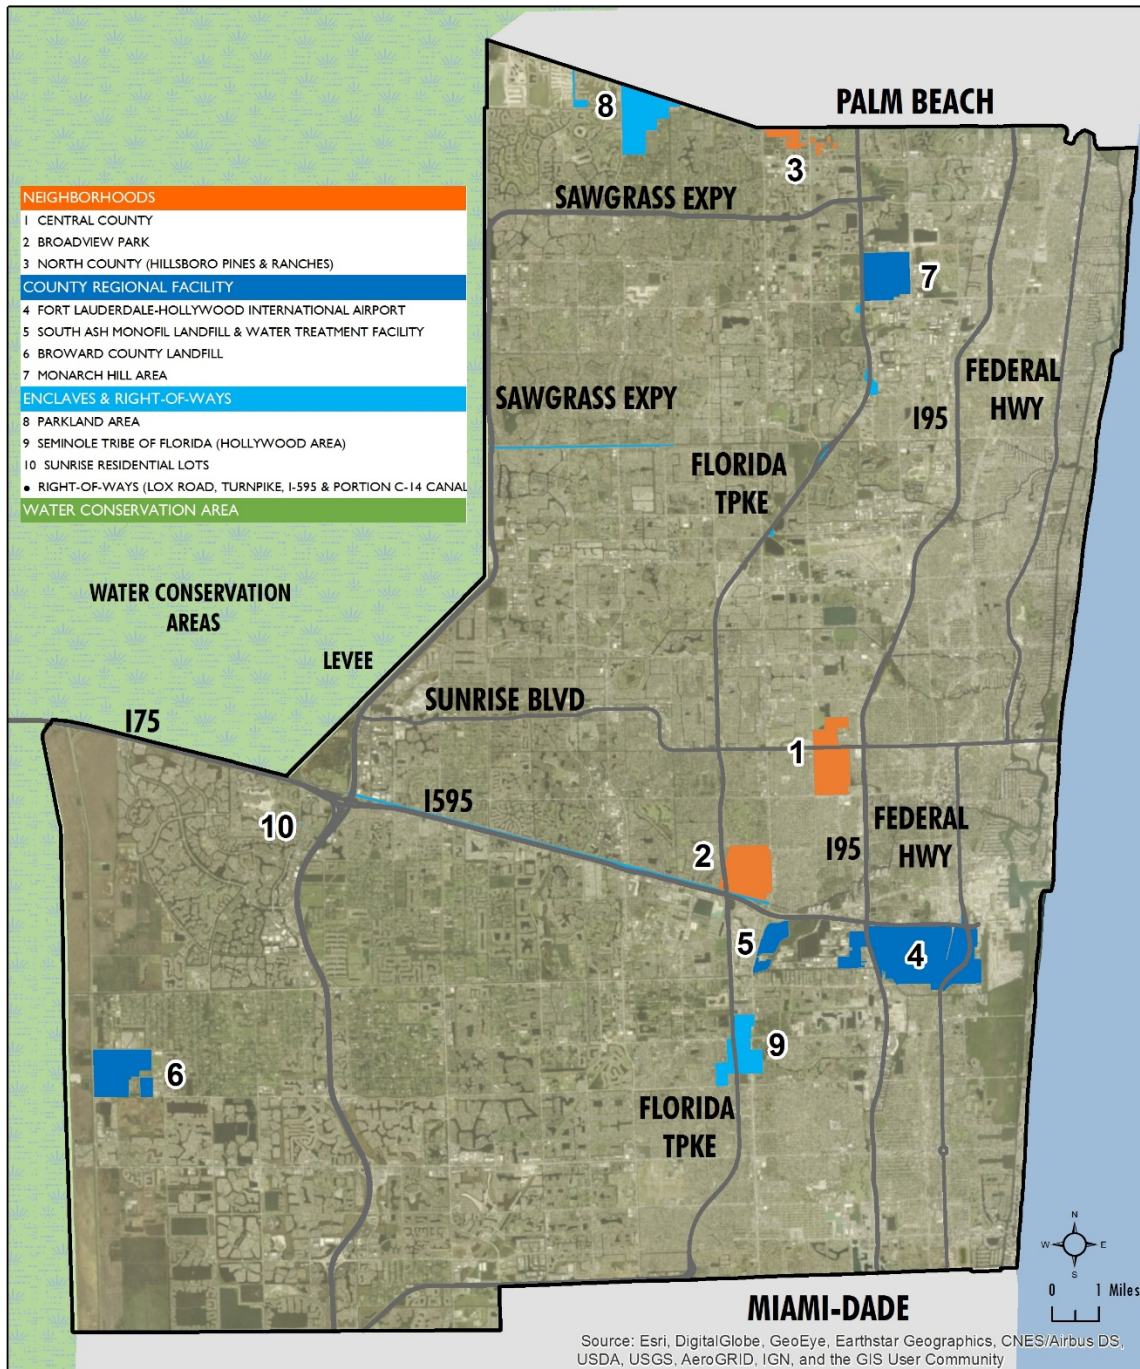 PALM BEACH
8
3
SAWGRASS EXPY
NEIGHBORHOODS
1 CENTRAL COUNTY
2 BROADVIEW PARK
3 NORTH COUNTY (HILLSBORO PINES & RANCHES)
COUNTY REGIONAL FACILITY
4 FORT LAUDERDALE-HOLLYWOOD INTERNATIONAL AIRPORT
5 SOUTH ASH MONOFIL LANDFILL & WATER TREATMENT FACILITY
6 BROWARD COUNTY LANDFILL
7 MONARCH HILL AREA
ENCLAVES & RIGHT-OF-WAYS
8 PARKLAND AREA
9 SEMINOLE TRIBE OF FLORIDA (HOLLYWOOD AREA)
10 SUNRISE RESIDENTIAL LOTS
• RIGHT-OF-WAYS (LOX ROAD, TURNPIKE, I-595 & PORTION C-14 CANAL
WATER CONSERVATION AREA
7
FEDERAL
HWY
SAWGRASS EXPY
I95
FLORIDA
TPKE
WATER CONSERVATION
AREAS
LEVEE
SUNRISE BLVD
I75
1
I595
10
FEDERAL
HWY
I95
2
5
4
9
6
FLORIDA
TPKE
N
W E
S
0 1 Miles
MIAMI-DADE
Source: Esri, DigitalGlobe, GeoEye, Earthstar Geographics, CNES/Airbus DS,
USDA, USGS, AeroGRID, IGN, and the GIS User Community